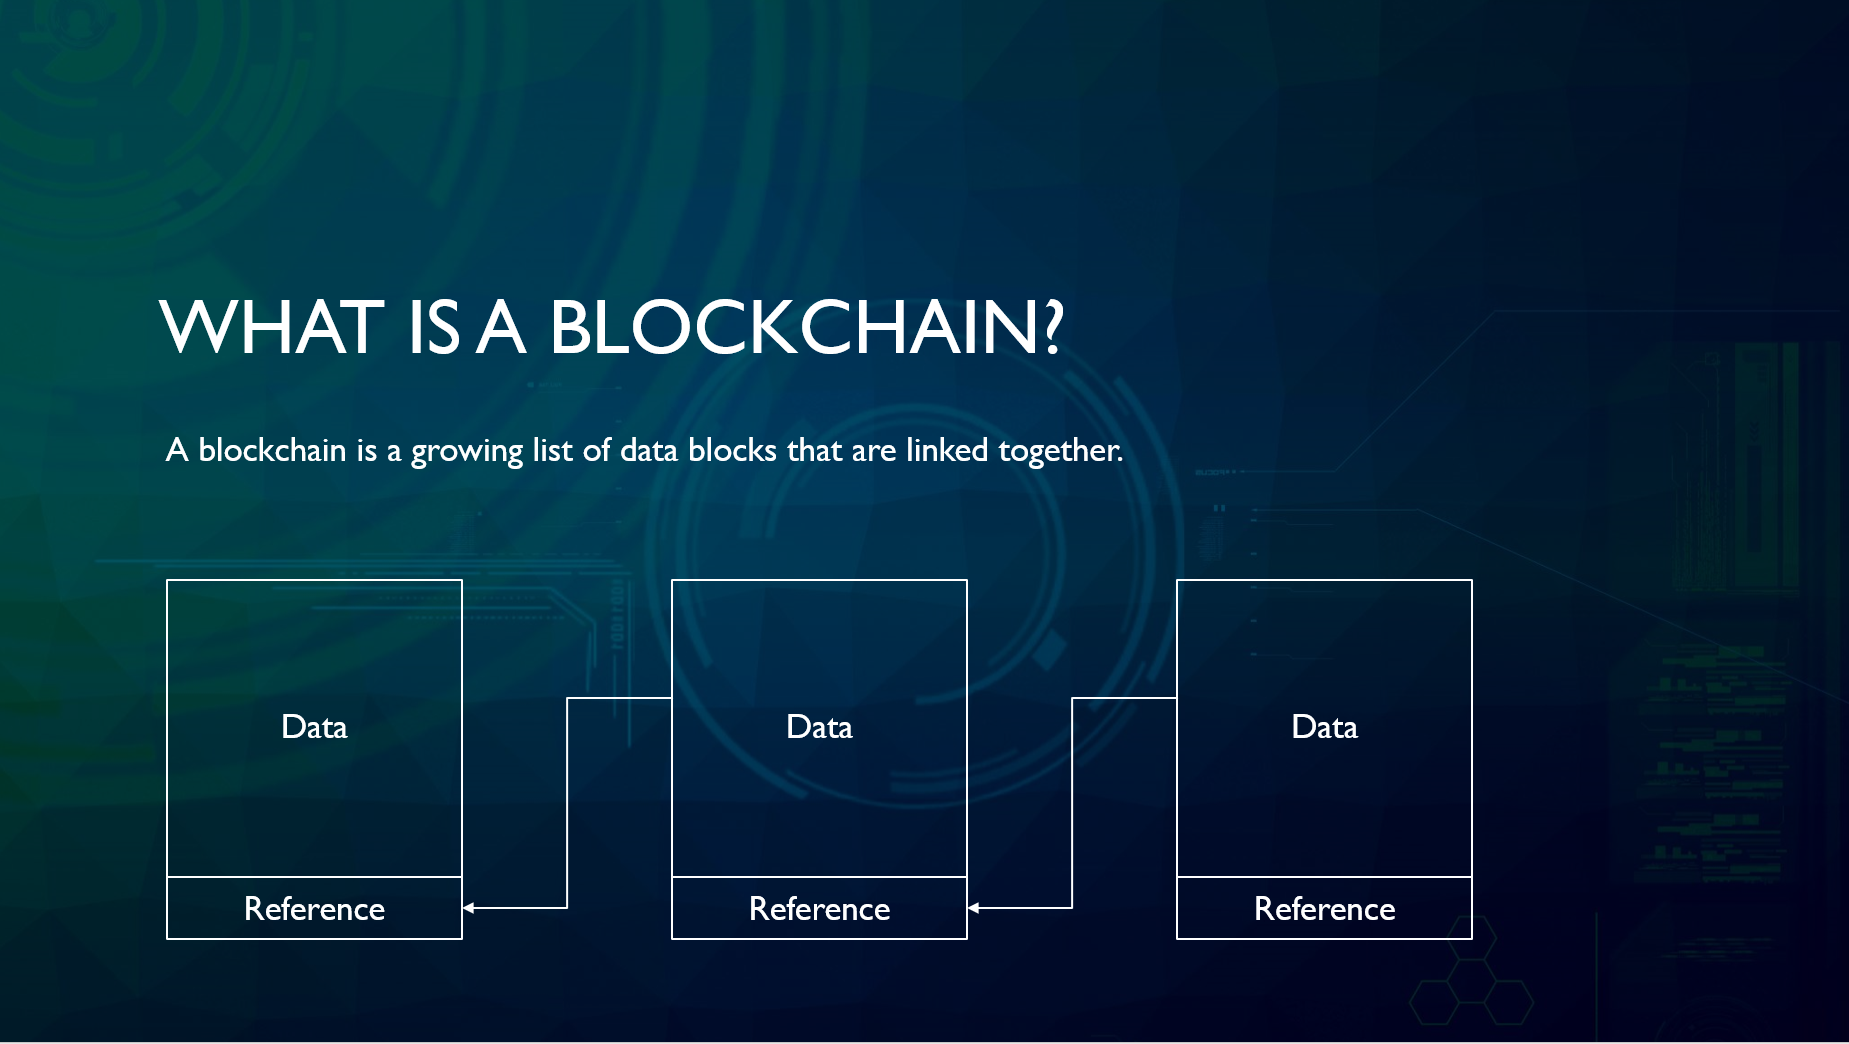 WHAT IS A BLOCKCHAIN?
A blockchain is a growing list of data blocks that are linked together.
Data
Data
Data
Reference
Reference
Reference